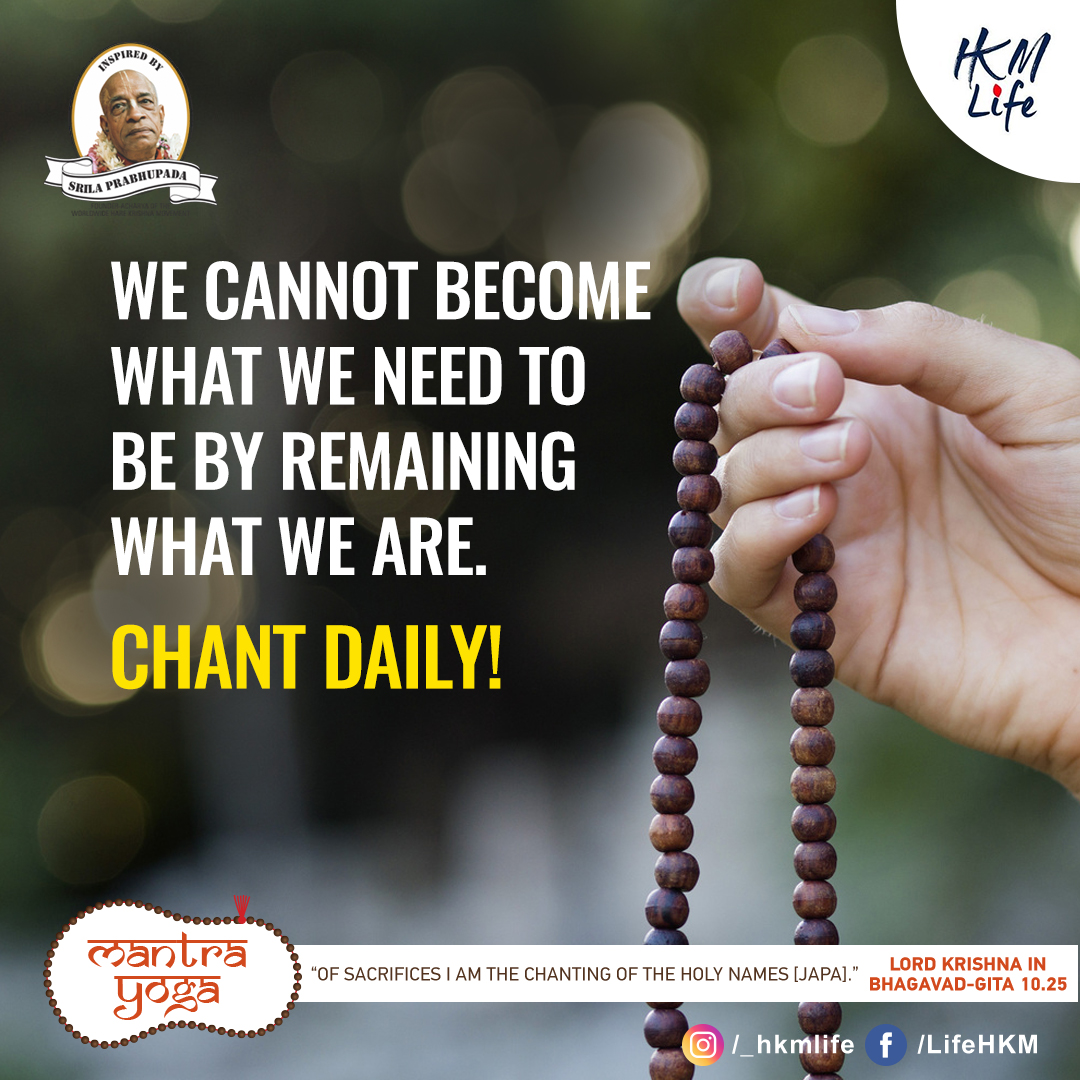 INSPIRED BY
SRILA PRABHUPADA
HKM
Life
WE CANNOT BECOME
WHAT WE NEED TO
BE BY REMAINING
WHAT WE ARE.
CHANT DAILY!
mantra
yoga
“OF SACRIFICES I AM THE CHANTING OF THE HOLY NAMES [JAPA].”
LORD KRISHNA IN
BHAGAVAD-GITA 10.25
/_hkmlife
/LifeHKM